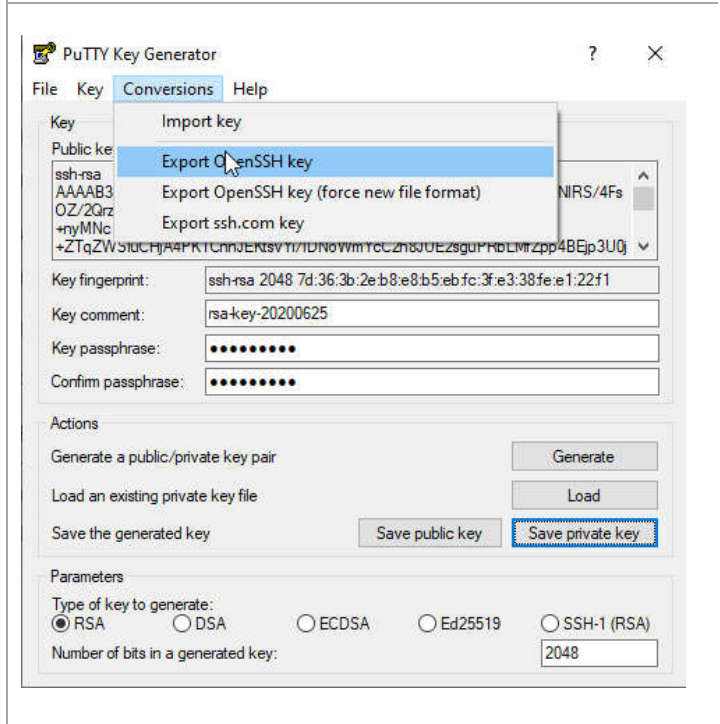 PuTTY Key Generator ? ×
File Key Conversions Help
Key
Import key
Public ke
Export OpenSSH key
ssh-rsa
Export OpenSSH key (force new file format)
AAAAB3 NIRS/4Fs
OZ/2Qrz
Export ssh.com key
+nyMNc
Key fingerprint: ssh-rsa 2048 7d:36:3b:2e:b8:e8:b5:eb:fc:3f:e3:38:fe:e1:22:f1
Key comment: rsa-key-20200625
Key passphrase: •••••••••
Confirm passphrase: •••••••••
Actions
Generate a public/private key pair Generate
Load an existing private key file Load
Save the generated key Save public key Save private key
Parameters
Type of key to generate:
RSA DSA ECDSA Ed25519 SSH-1 (RSA)
Number of bits in a generated key: 2048